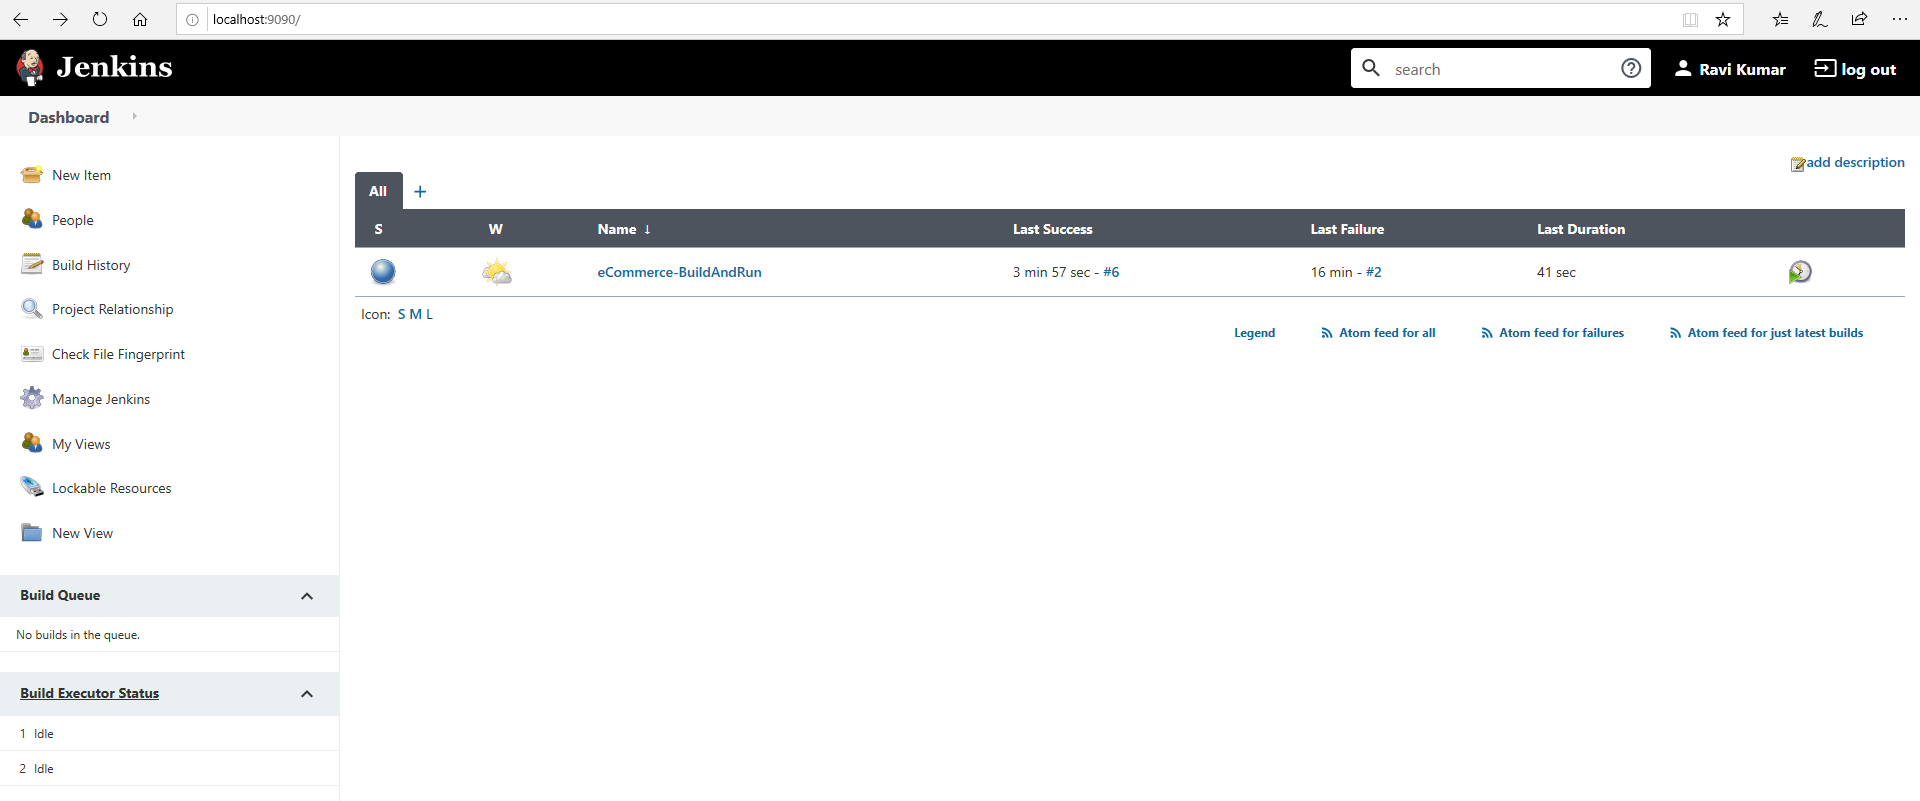 localhost:9090/
Jenkins
search
Ravi Kumar
log out
Dashboard
New Item
People
Build History
Project Relationship
Check File Fingerprint
Manage Jenkins
My Views
Lockable Resources
New View
Build Queue
No builds in the queue.
Build Executor Status
1 Idle
2 Idle
add description
All +
S W Name ↓ Last Success Last Failure Last Duration
eCommerce-BuildAndRun 3 min 57 sec - #6 16 min - #2 41 sec
Icon: S M L
Legend Atom feed for all Atom feed for failures Atom feed for just latest builds